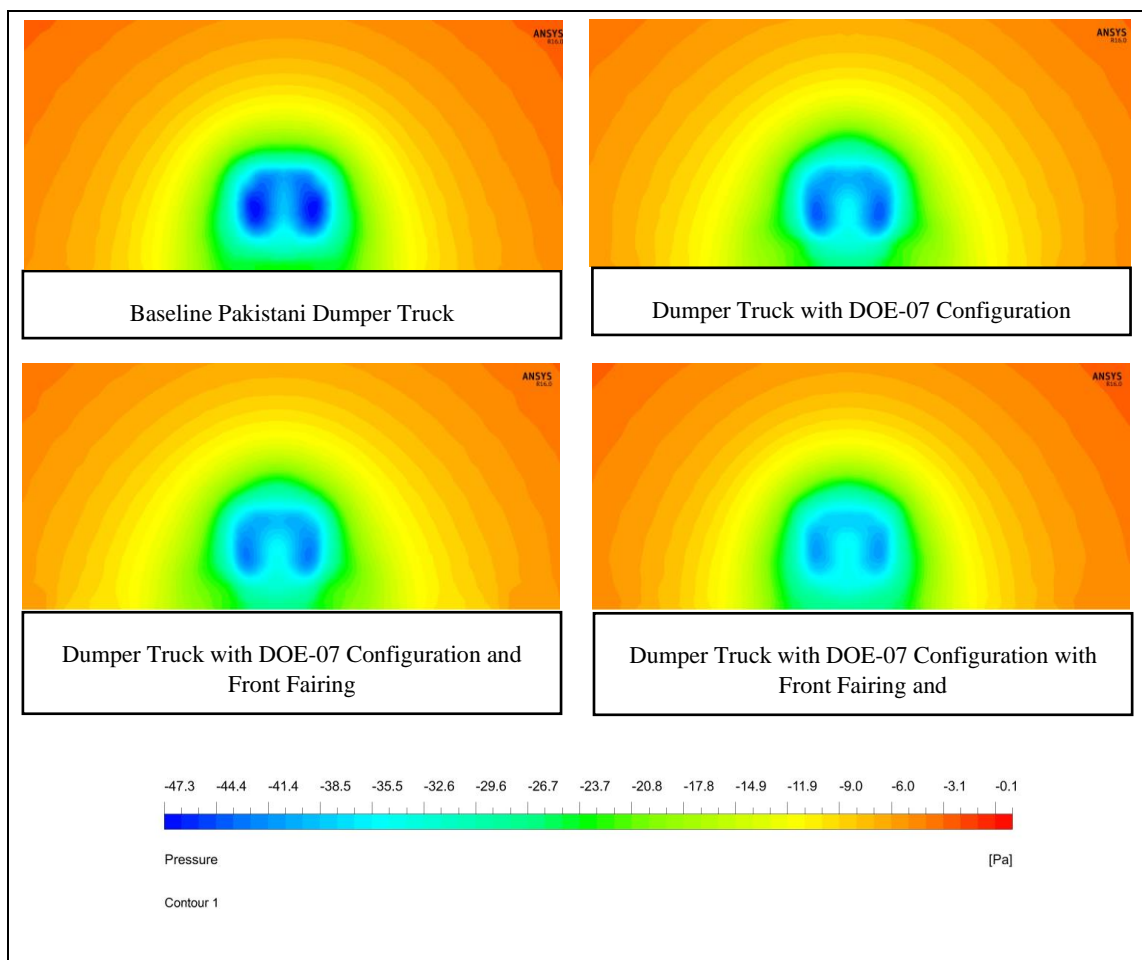 ANSYS
R16.0
ANSYS
R16.0
Baseline Pakistani Dumper Truck
Dumper Truck with DOE-07 Configuration
ANSYS
R16.0
ANSYS
R16.0
Dumper Truck with DOE-07 Configuration and
Front Fairing
Dumper Truck with DOE-07 Configuration with
Front Fairing and
-47.3 -44.4 -41.4 -38.5 -35.5 -32.6 -29.6 -26.7 -23.7 -20.8 -17.8 -14.9 -11.9 -9.0 -6.0 -3.1 -0.1
Pressure [Pa]
Contour 1